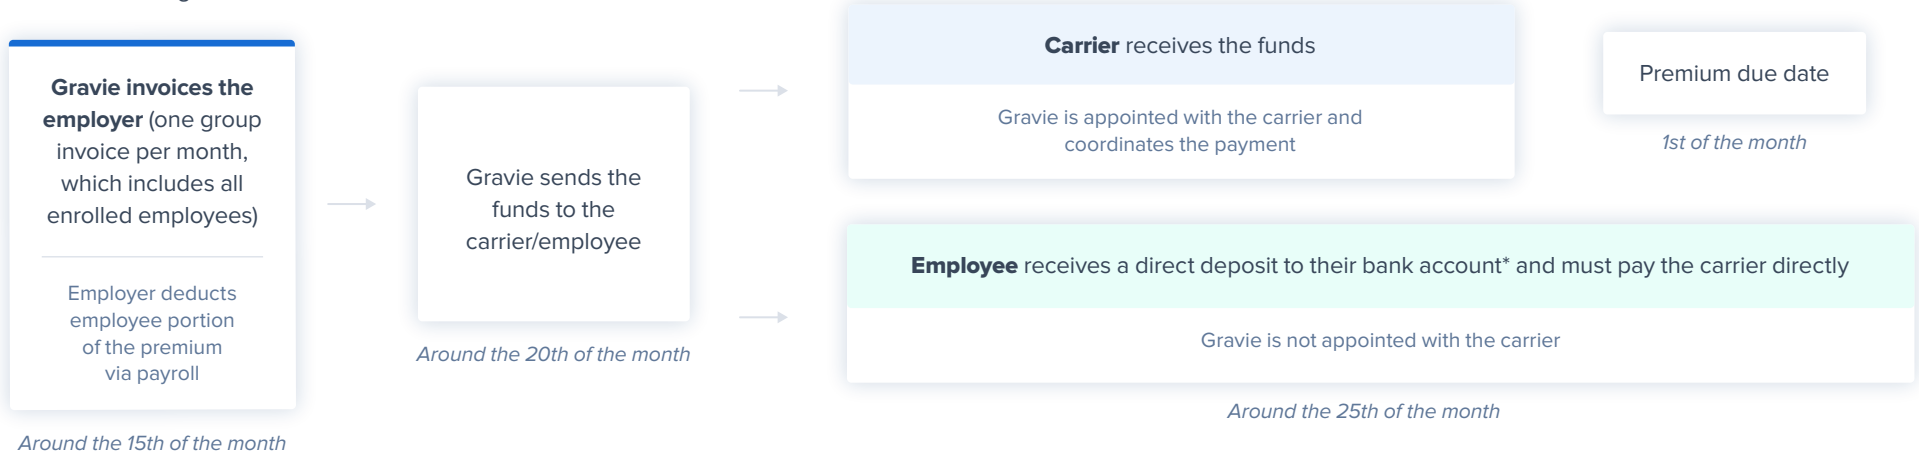 Gravie invoices the
employer (one group
invoice per month,
which includes all
enrolled employees)
Employer deducts
employee portion
of the premium
via payroll
Around the 15th of the month
Gravie sends the
funds to the
carrier/employee
Around the 20th of the month
Carrier receives the funds
Gravie is appointed with the carrier and
coordinates the payment
Premium due date
1st of the month
Employee receives a direct deposit to their bank account* and must pay the carrier directly
Gravie is not appointed with the carrier
Around the 25th of the month